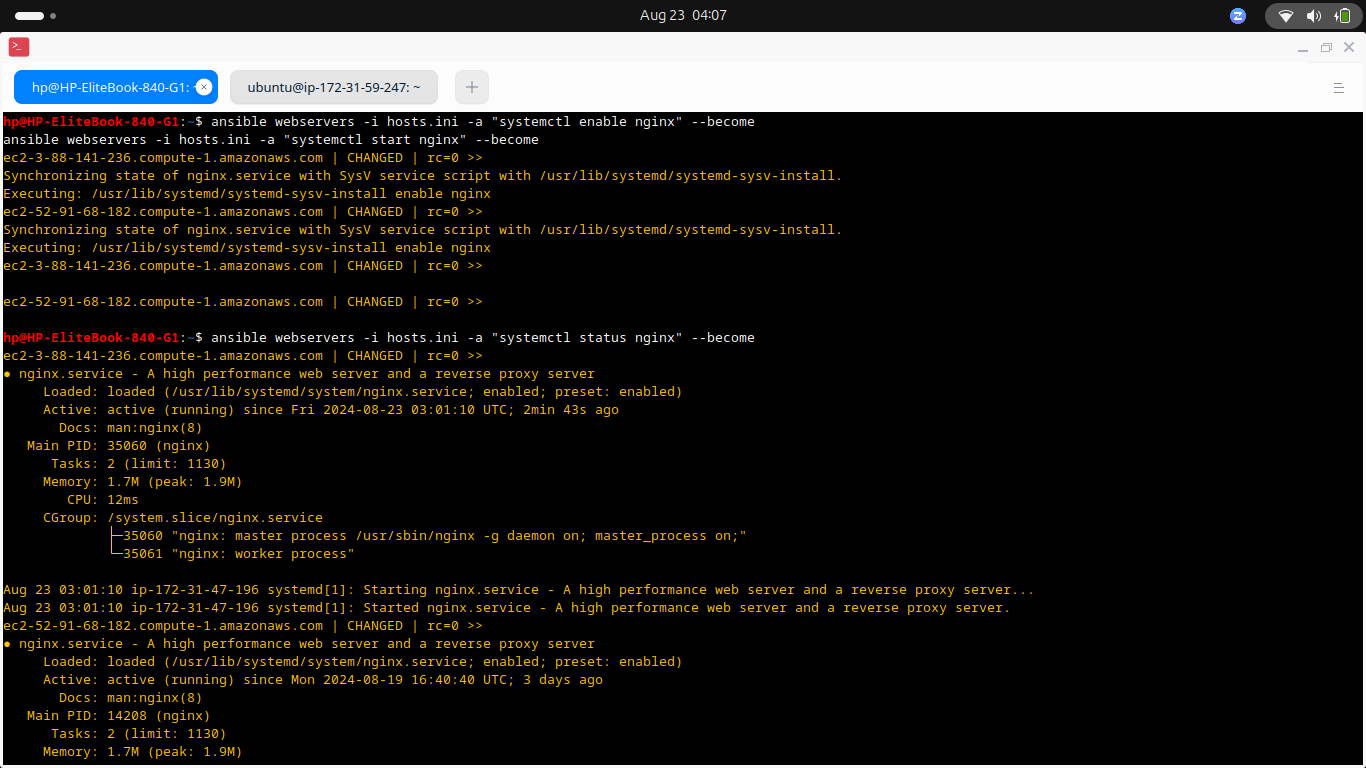 Aug 23 04:07
hp@HP-EliteBook-840-G1: ~
ubuntu@ip-172-31-59-247: ~
hp@HP-EliteBook-840-G1:~$ ansible webservers -i hosts.ini -a "systemctl enable nginx" --become
ansible webservers -i hosts.ini -a "systemctl start nginx" --become
ec2-3-88-141-236.compute-1.amazonaws.com | CHANGED | rc=0 >>
Synchronizing state of nginx.service with SysV service script with /usr/lib/systemd/systemd-sysv-install.
Executing: /usr/lib/systemd/systemd-sysv-install enable nginx
ec2-52-91-68-182.compute-1.amazonaws.com | CHANGED | rc=0 >>
Synchronizing state of nginx.service with SysV service script with /usr/lib/systemd/systemd-sysv-install.
Executing: /usr/lib/systemd/systemd-sysv-install enable nginx
ec2-3-88-141-236.compute-1.amazonaws.com | CHANGED | rc=0 >>
ec2-52-91-68-182.compute-1.amazonaws.com | CHANGED | rc=0 >>
hp@HP-EliteBook-840-G1:~$ ansible webservers -i hosts.ini -a "systemctl status nginx" --become
ec2-3-88-141-236.compute-1.amazonaws.com | CHANGED | rc=0 >>
● nginx.service - A high performance web server and a reverse proxy server
Loaded: loaded (/usr/lib/systemd/system/nginx.service; enabled; preset: enabled)
Active: active (running) since Fri 2024-08-23 03:01:10 UTC; 2min 43s ago
Docs: man:nginx(8)
Main PID: 35060 (nginx)
Tasks: 2 (limit: 1130)
Memory: 1.7M (peak: 1.9M)
CPU: 12ms
CGroup: /system.slice/nginx.service
├─35060 "nginx: master process /usr/sbin/nginx -g daemon on; master_process on;"
└─35061 "nginx: worker process"
Aug 23 03:01:10 ip-172-31-47-196 systemd[1]: Starting nginx.service - A high performance web server and a reverse proxy server...
Aug 23 03:01:10 ip-172-31-47-196 systemd[1]: Started nginx.service - A high performance web server and a reverse proxy server.
ec2-52-91-68-182.compute-1.amazonaws.com | CHANGED | rc=0 >>
● nginx.service - A high performance web server and a reverse proxy server
Loaded: loaded (/usr/lib/systemd/system/nginx.service; enabled; preset: enabled)
Active: active (running) since Mon 2024-08-19 16:40:40 UTC; 3 days ago
Docs: man:nginx(8)
Main PID: 14208 (nginx)
Tasks: 2 (limit: 1130)
Memory: 1.7M (peak: 1.9M)